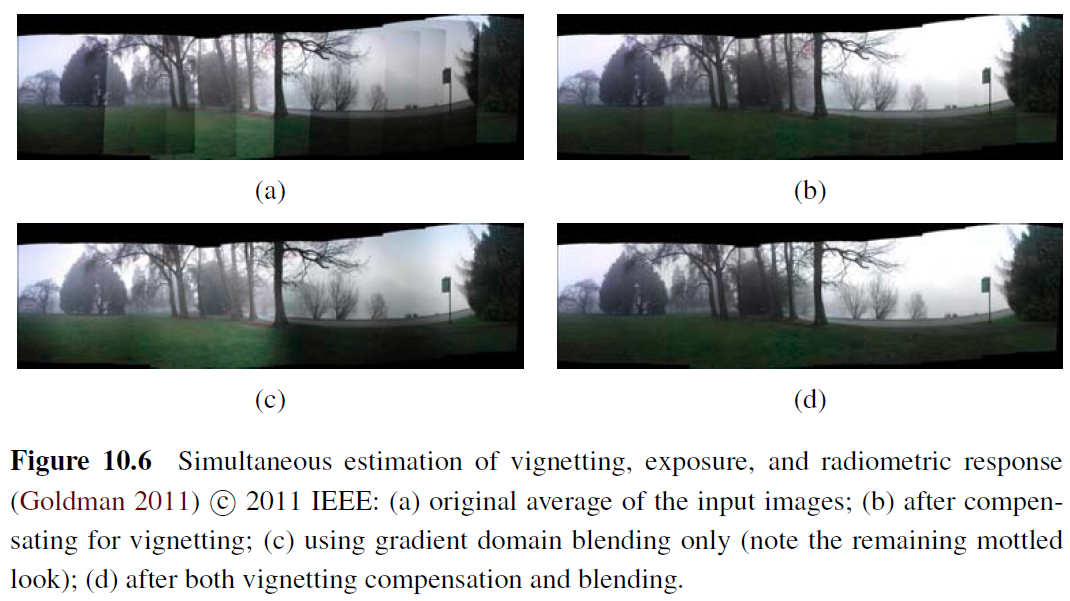 (a)
(b)
(c)
(d)
Figure 10.6 Simultaneous estimation of vignetting, exposure, and radiometric response
(Goldman 2011) © 2011 IEEE: (a) original average of the input images; (b) after compen-
sating for vignetting; (c) using gradient domain blending only (note the remaining mottled
look); (d) after both vignetting compensation and blending.